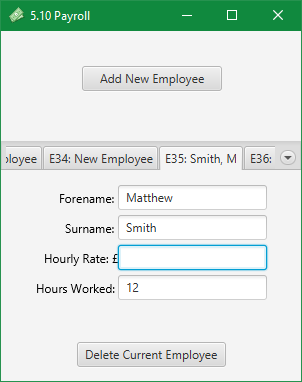 5.10 Payroll
Add New Employee
ployee E34: New Employee E35: Smith, M E36:
Forename: Matthew
Surname: Smith
Hourly Rate: £
Hours Worked: 12
Delete Current Employee